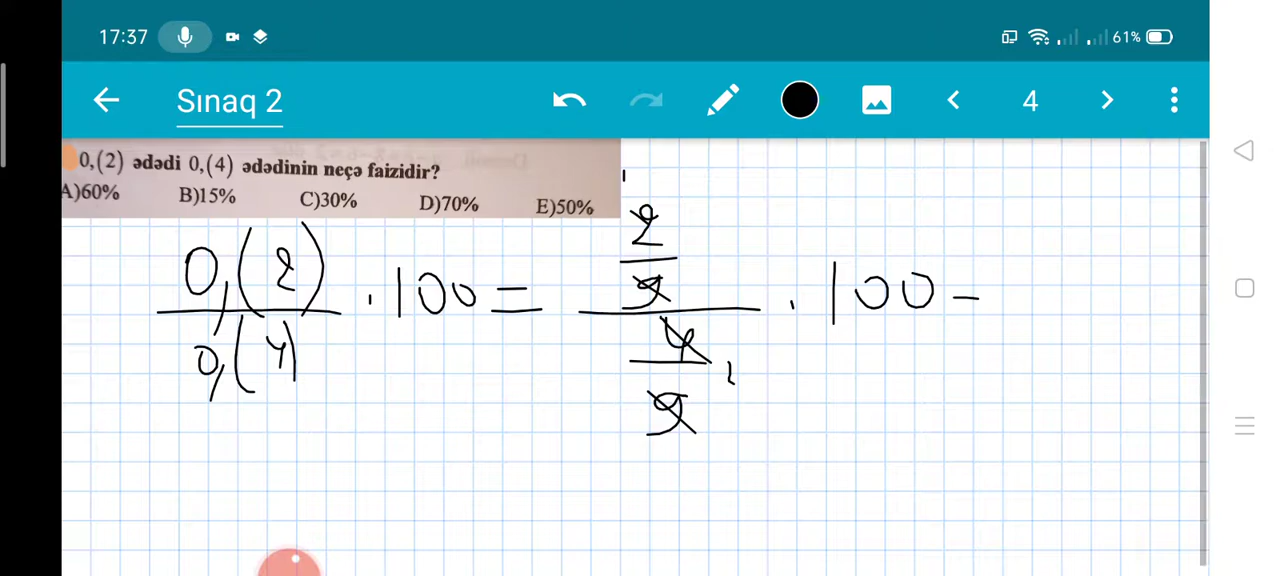 17:37 61%
Sınaq 2 4
0,(2) ədədi 0,(4) ədədinin neçə faizidir?
A)60% B)15% C)30% D)70% E)50%
0,(2) / 0,(4) · 100 = 2/9 / 4/9 · 100 =